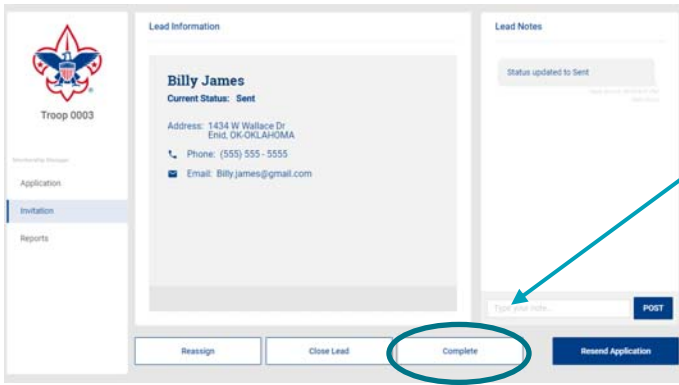 Troop 0003
Membership Manager
Application
Invitation
Reports
Lead Information
Billy James
Current Status: Sent
Address: 1434 W Wallace Dr
Enid, OK-OKLAHOMA
Phone: (555) 555 - 5555
Email: Billy.james@gmail.com
Lead Notes
Status updated to Sent
Type your note...
POST
Reassign
Close Lead
Complete
Resend Application